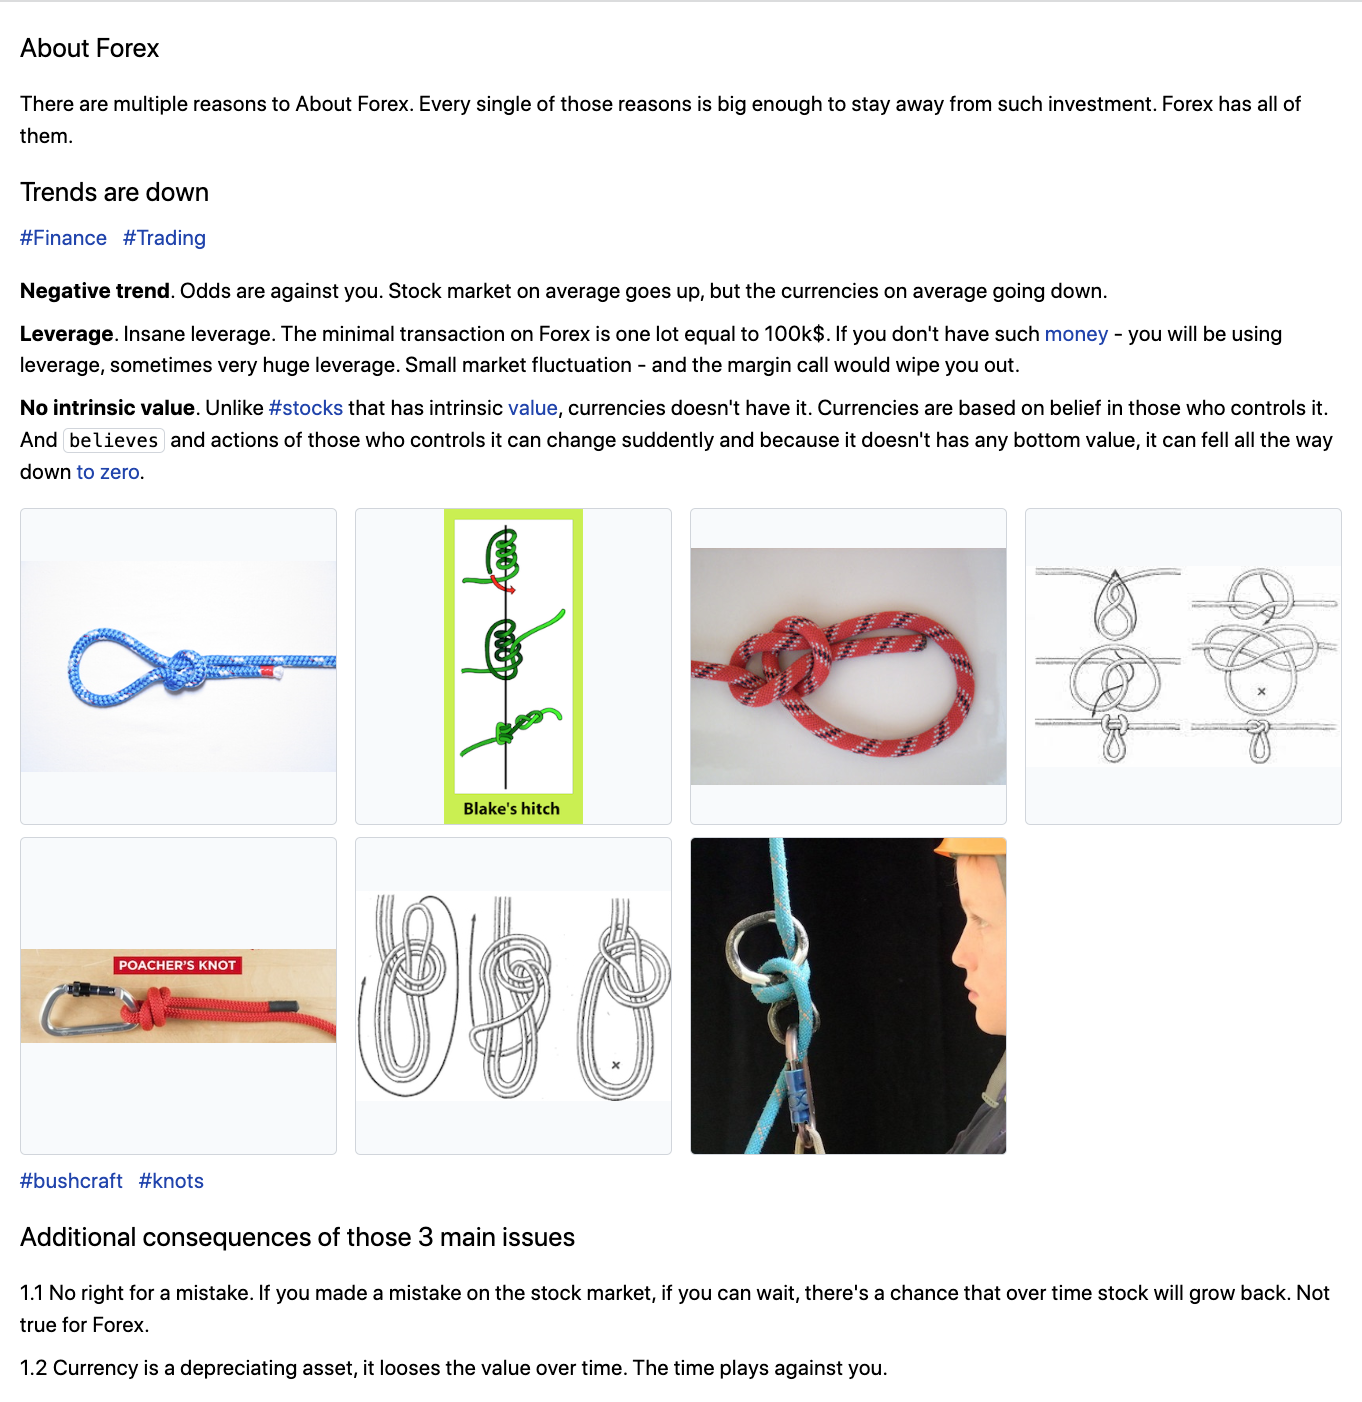 About Forex
There are multiple reasons to About Forex. Every single of those reasons is big enough to stay away from such investment. Forex has all of
them.
Trends are down
#Finance #Trading
Negative trend. Odds are against you. Stock market on average goes up, but the currencies on average going down.
Leverage. Insane leverage. The minimal transaction on Forex is one lot equal to 100k$. If you don't have such money - you will be using
leverage, sometimes very huge leverage. Small market fluctuation - and the margin call would wipe you out.
No intrinsic value. Unlike #stocks that has intrinsic value, currencies doesn't have it. Currencies are based on belief in those who controls it.
And believes and actions of those who controls it can change suddently and because it doesn't has any bottom value, it can fell all the way
down to zero.
Blake's hitch
POACHER'S KNOT
#bushcraft #knots
Additional consequences of those 3 main issues
1.1 No right for a mistake. If you made a mistake on the stock market, if you can wait, there's a chance that over time stock will grow back. Not
true for Forex.
1.2 Currency is a depreciating asset, it looses the value over time. The time plays against you.